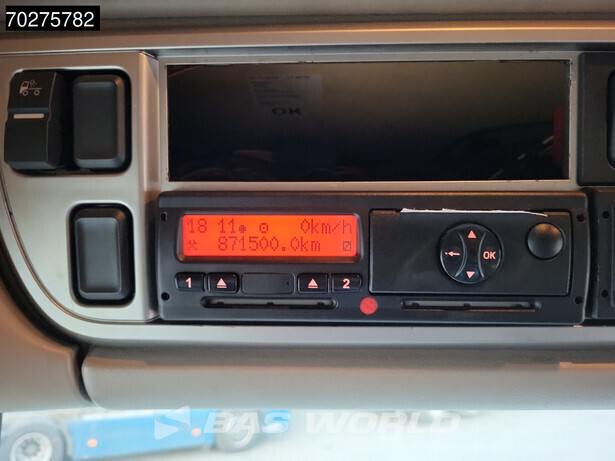 70275782
OK
18 11 0km/h
871500.0km
1 2
OK
BAS WORLD